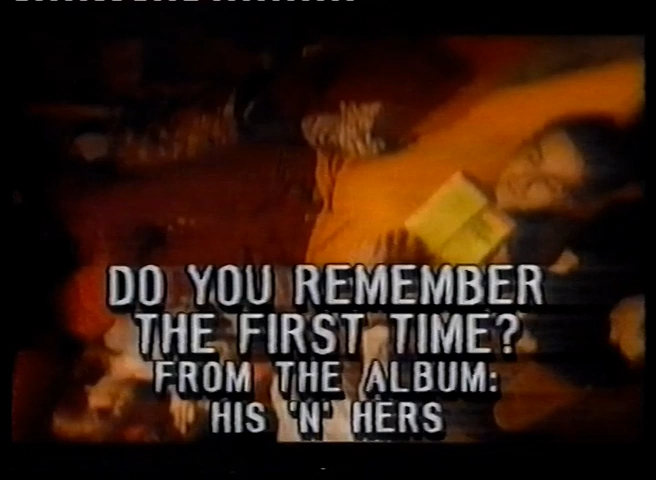 DO YOU REMEMBER
THE FIRST TIME?
FROM THE ALBUM:
HIS 'N' HERS